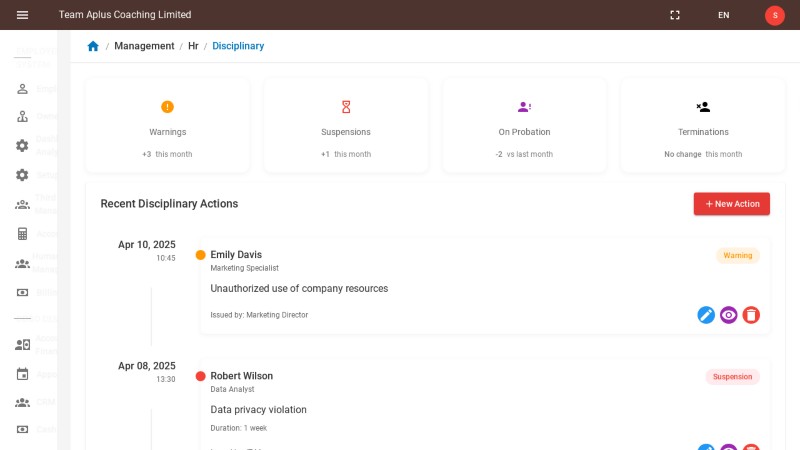 Team Aplus Coaching Limited
EN
S
/ Management / Hr / Disciplinary
Warnings
+3 this month
Suspensions
+1 this month
On Probation
-2 vs last month
Terminations
No change this month
Recent Disciplinary Actions
+ New Action
Apr 10, 2025
10:45
Emily Davis
Warning
Marketing Specialist
Unauthorized use of company resources
Issued by: Marketing Director
Apr 08, 2025
13:30
Robert Wilson
Suspension
Data Analyst
Data privacy violation
Duration: 1 week